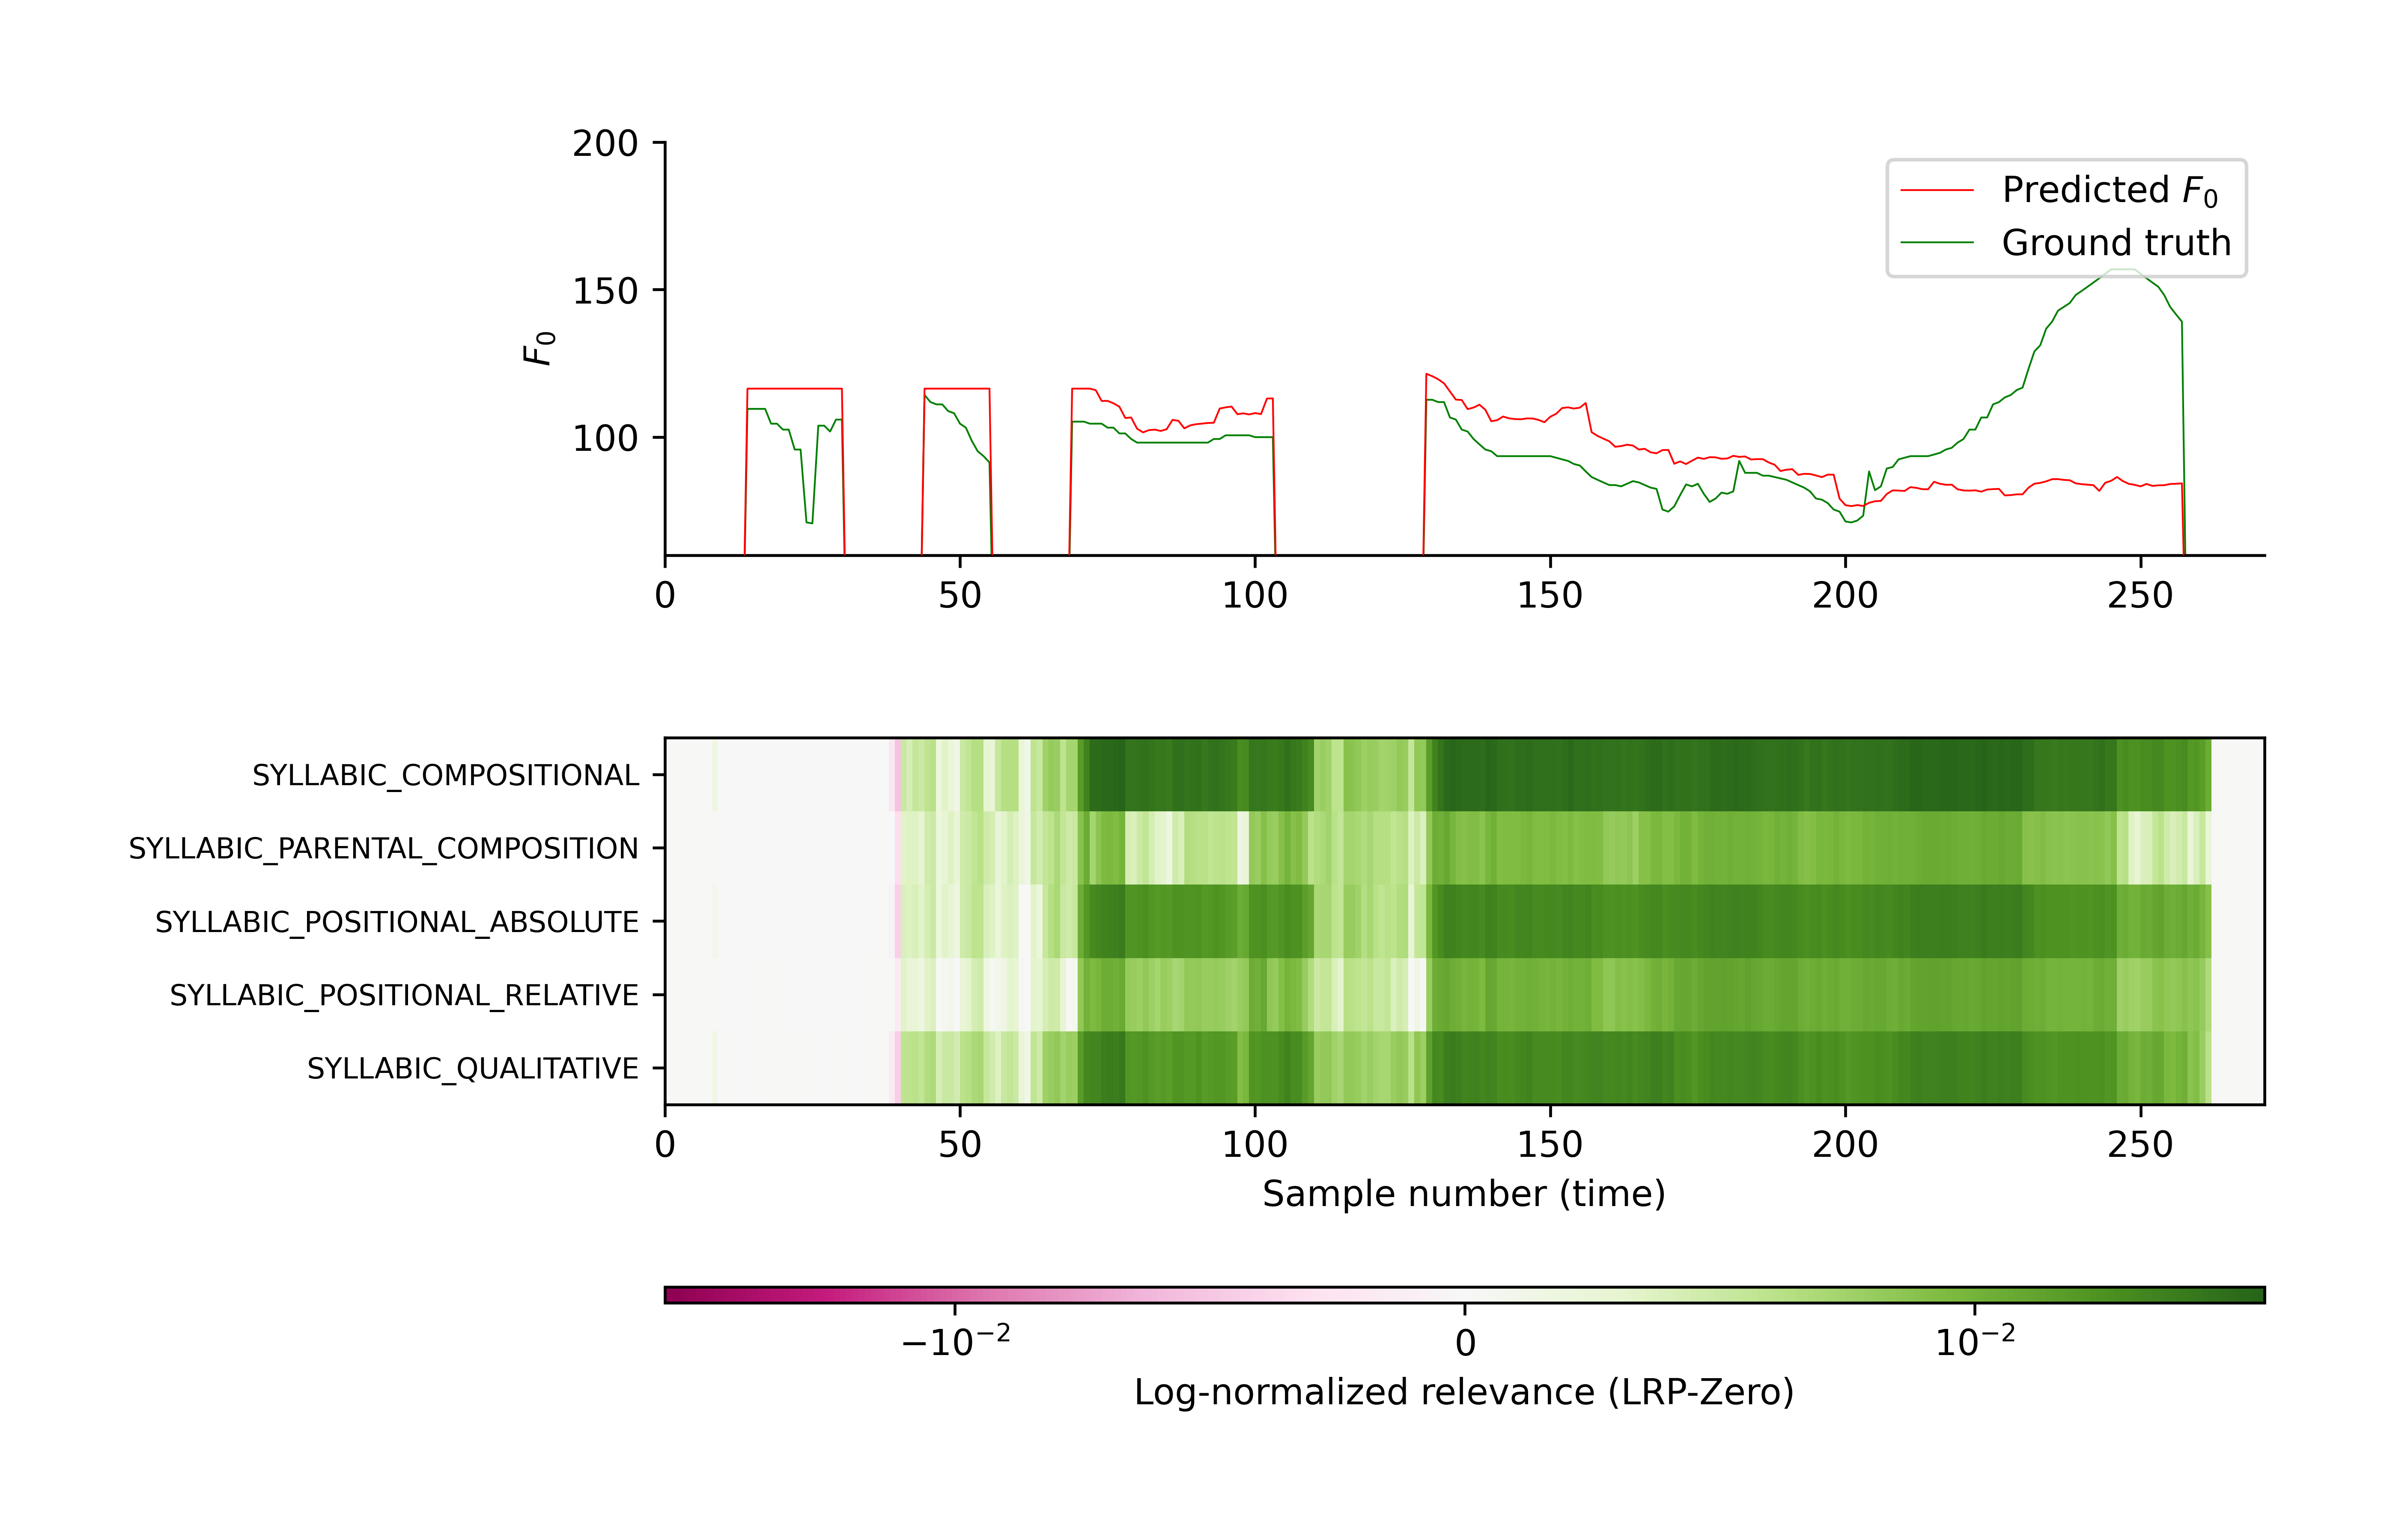 200
150
100
F₀
Predicted F₀
Ground truth
0 50 100 150 200 250
SYLLABIC_COMPOSITIONAL
SYLLABIC_PARENTAL_COMPOSITION
SYLLABIC_POSITIONAL_ABSOLUTE
SYLLABIC_POSITIONAL_RELATIVE
SYLLABIC_QUALITATIVE
0 50 100 150 200 250
Sample number (time)
−10⁻² 0 10⁻²
Log-normalized relevance (LRP-Zero)